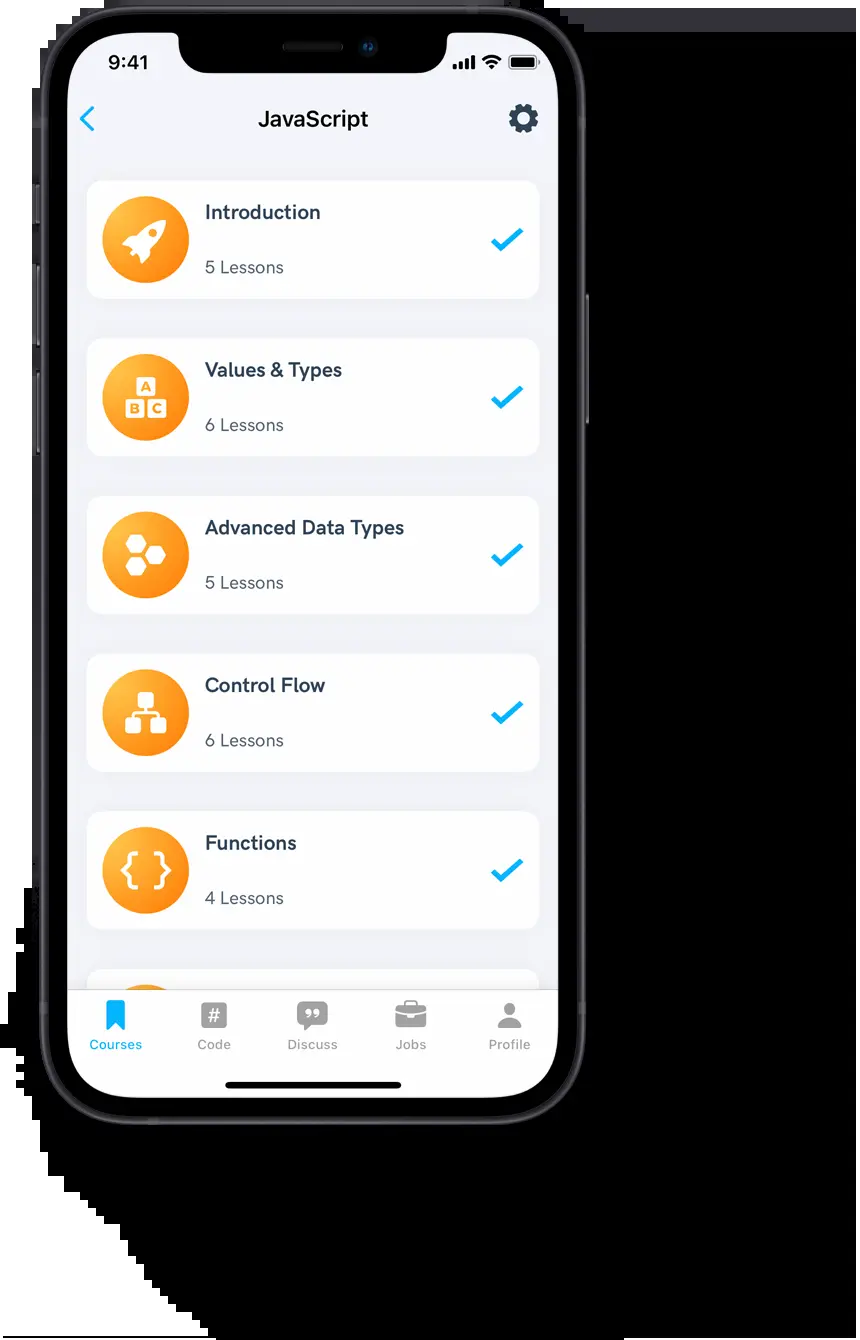 9:41
JavaScript
Introduction
5 Lessons
Values & Types
A
B C
6 Lessons
Advanced Data Types
5 Lessons
Control Flow
6 Lessons
Functions
{ }
4 Lessons
#
Courses
Code
Discuss
Jobs
Profile